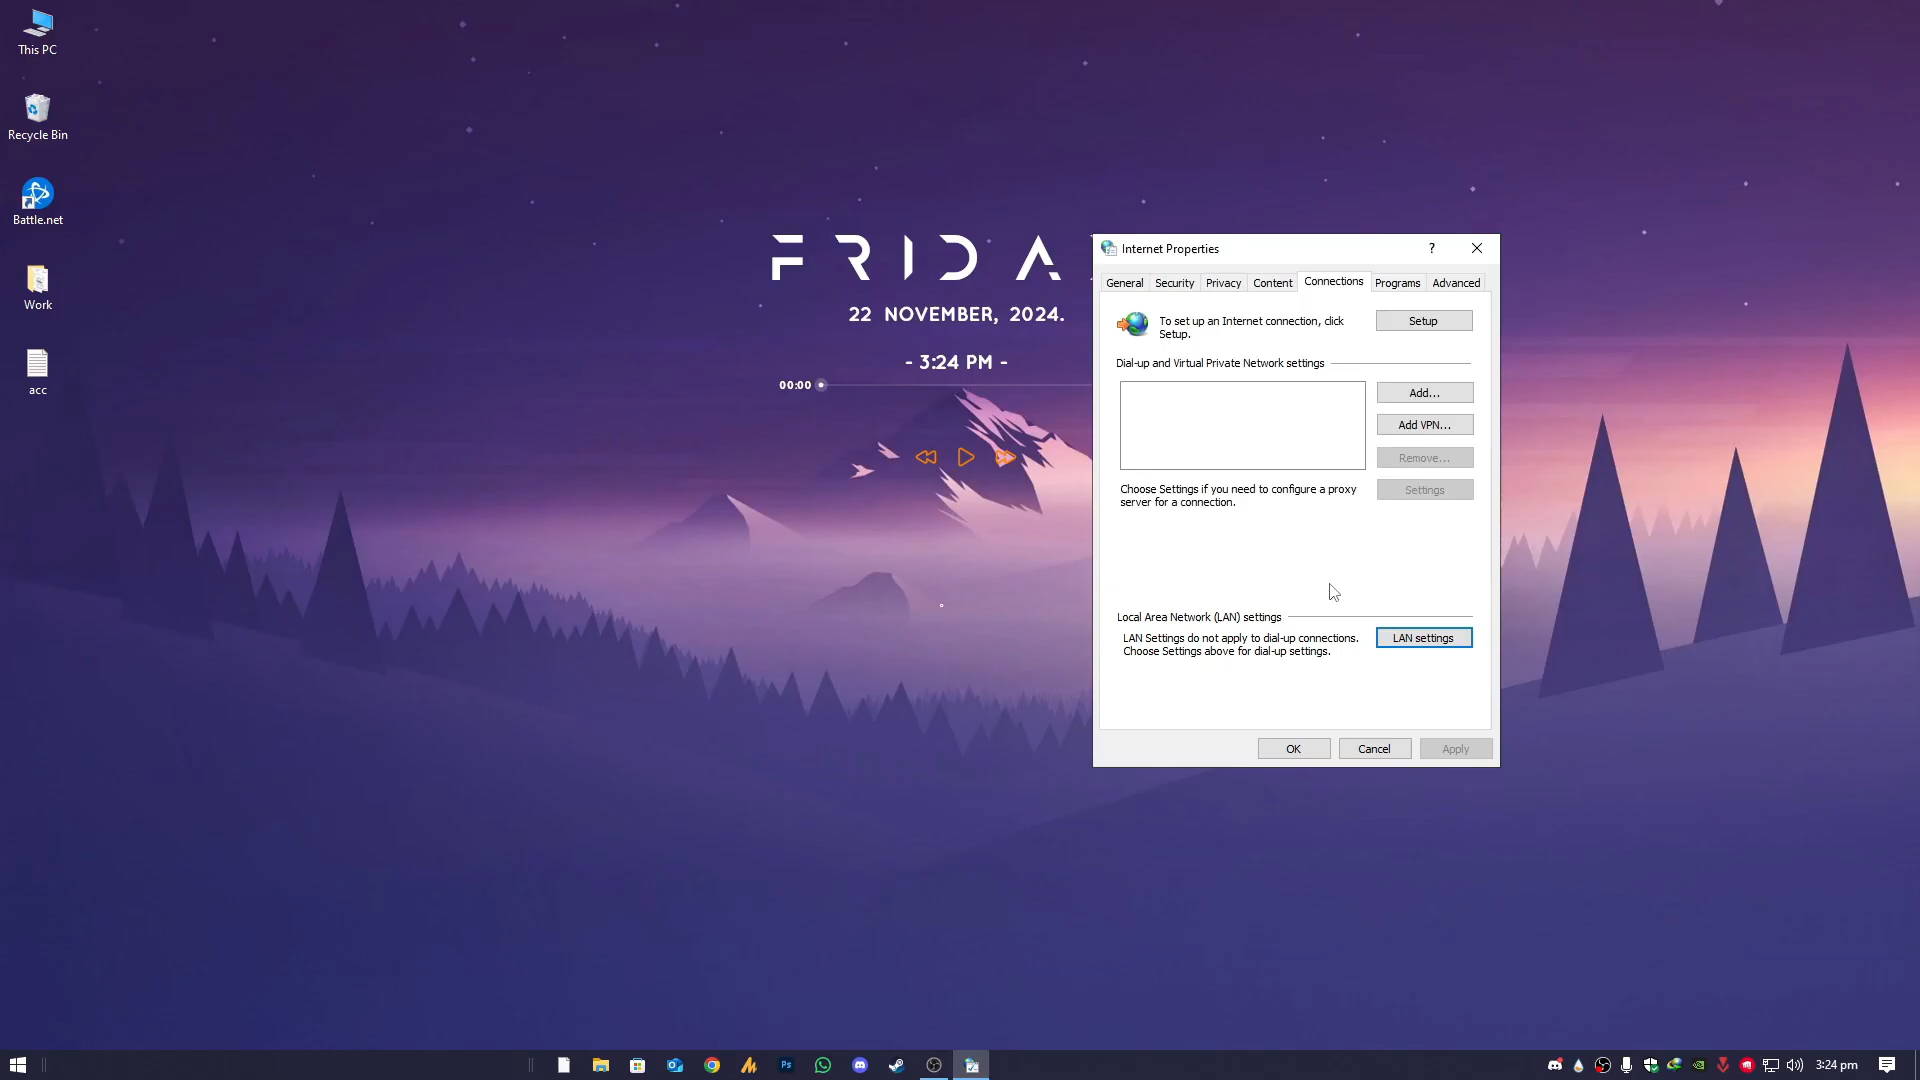 This PC
Recycle Bin
Battle.net
Work
acc
FRIDA
22 NOVEMBER, 2024.
- 3:24 PM -
00:00
Internet Properties
?
General Security Privacy Content Connections Programs Advanced
To set up an Internet connection, click
Setup.
Setup
Dial-up and Virtual Private Network settings
Add...
Add VPN...
Remove...
Choose Settings if you need to configure a proxy
server for a connection.
Settings
Local Area Network (LAN) settings
LAN Settings do not apply to dial-up connections.
Choose Settings above for dial-up settings.
LAN settings
OK Cancel Apply
Ps
3:24 pm